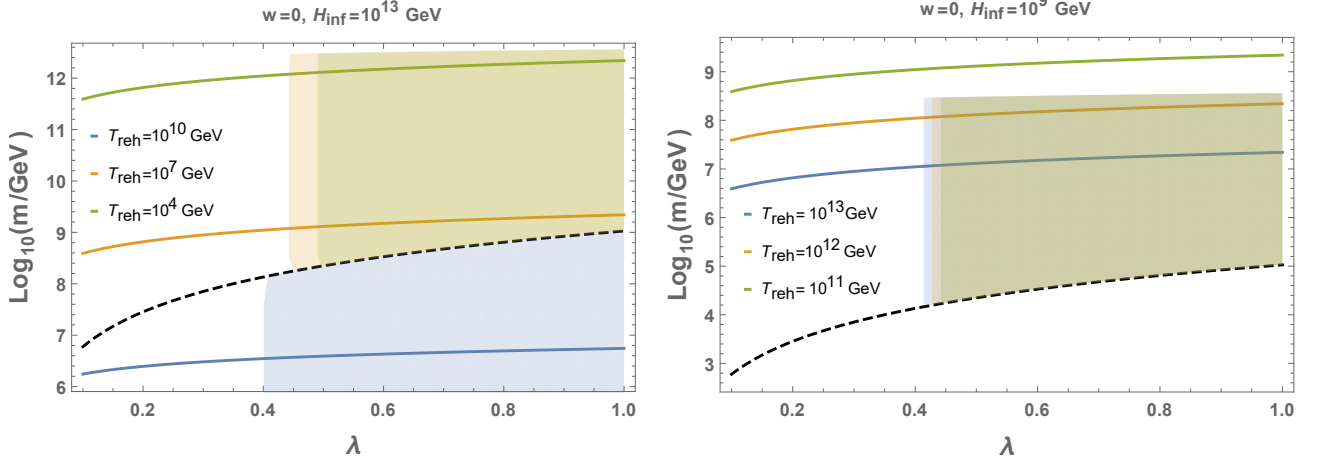 w=0, H_inf=10^13 GeV
Log10(m/GeV)
12
11
10
9
8
7
6
T_reh=10^10 GeV
T_reh=10^7 GeV
T_reh=10^4 GeV
0.2 0.4 0.6 0.8 1.0
λ
w=0, H_inf=10^9 GeV
Log10(m/GeV)
9
8
7
6
5
4
3
T_reh= 10^13GeV
T_reh=10^12 GeV
T_reh= 10^11 GeV
0.2 0.4 0.6 0.8 1.0
λ